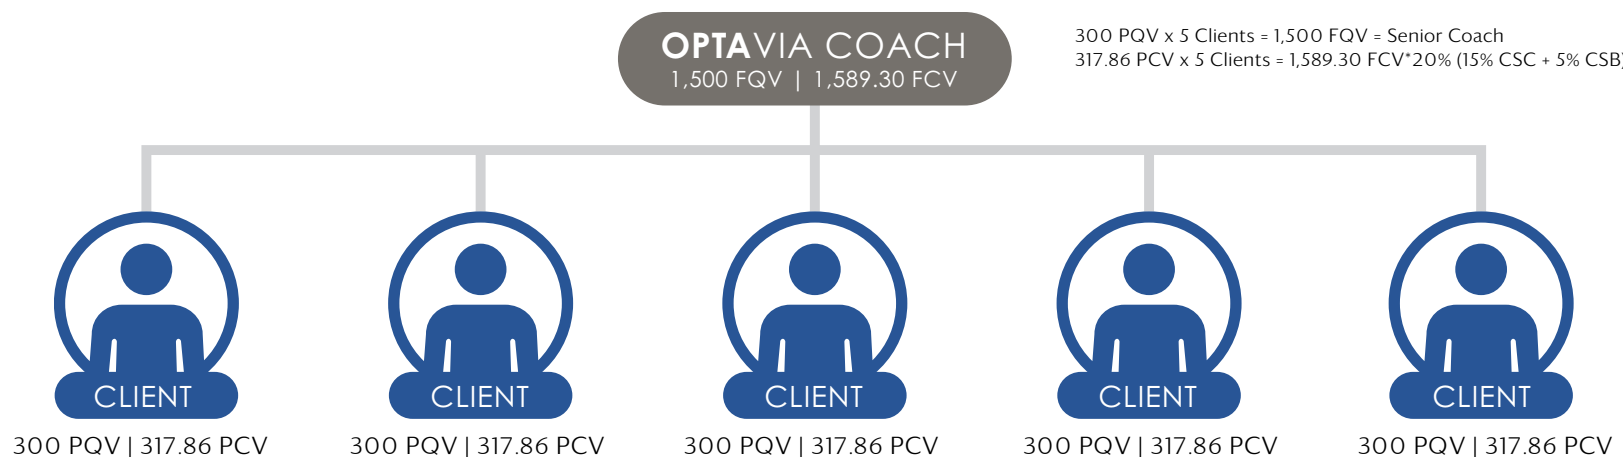 OPTAVIA COACH
1,500 FQV | 1,589.30 FCV
300 PQV x 5 Clients = 1,500 FQV = Senior Coach
317.86 PCV x 5 Clients = 1,589.30 FCV*20% (15% CSC + 5% CSB)
CLIENT CLIENT CLIENT CLIENT CLIENT
300 PQV | 317.86 PCV 300 PQV | 317.86 PCV 300 PQV | 317.86 PCV 300 PQV | 317.86 PCV 300 PQV | 317.86 PCV